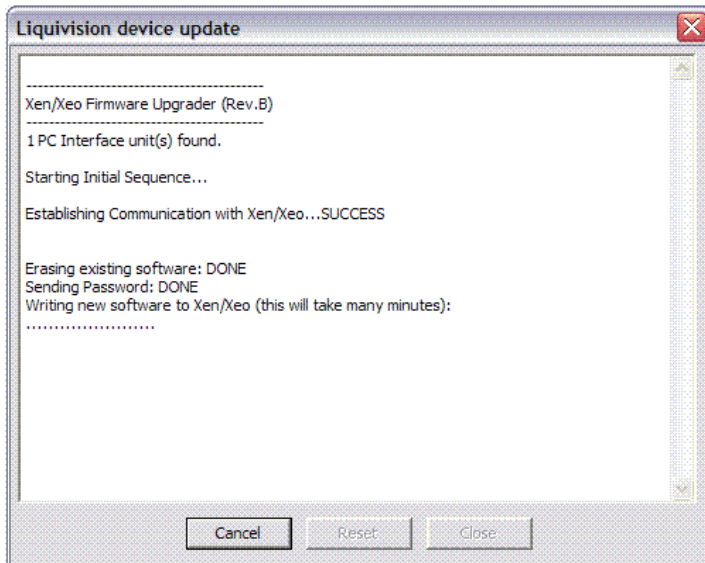 Liquivision device update
------------------------------------------
Xen/Xeo Firmware Upgrader (Rev.B)
------------------------------------------
1 PC Interface unit(s) found.
Starting Initial Sequence...
Establishing Communication with Xen/Xeo...SUCCESS
Erasing existing software: DONE
Sending Password: DONE
Writing new software to Xen/Xeo (this will take many minutes):
.......................
Cancel Reset Close